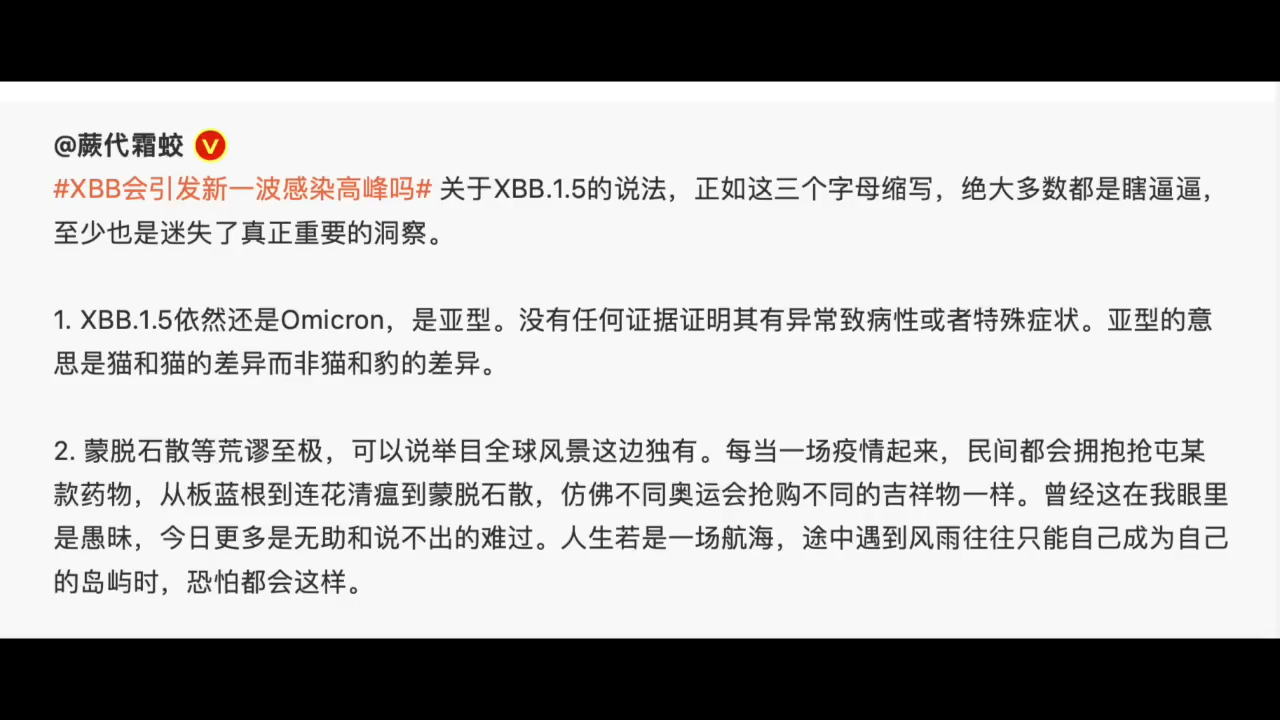 @蕨代霜蛟
#XBB会引发新一波感染高峰吗# 关于XBB.1.5的说法，正如这三个字母缩写，绝大多数都是瞎逼逼，
至少也是迷失了真正重要的洞察。
1. XBB.1.5依然还是Omicron，是亚型。没有任何证据证明其有异常致病性或者特殊症状。亚型的意
思是猫和猫的差异而非猫和豹的差异。
2. 蒙脱石散等荒谬至极，可以说举目全球风景这边独有。每当一场疫情起来，民间都会拥抱抢屯某
款药物，从板蓝根到连花清瘟到蒙脱石散，仿佛不同奥运会抢购不同的吉祥物一样。曾经这在我眼里
是愚昧，今日更多是无助和说不出的难过。人生若是一场航海，途中遇到风雨往往只能自己成为自己
的岛屿时，恐怕都会这样。